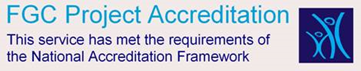 FGC Project Accreditation
This service has met the requirements of
the National Accreditation Framework